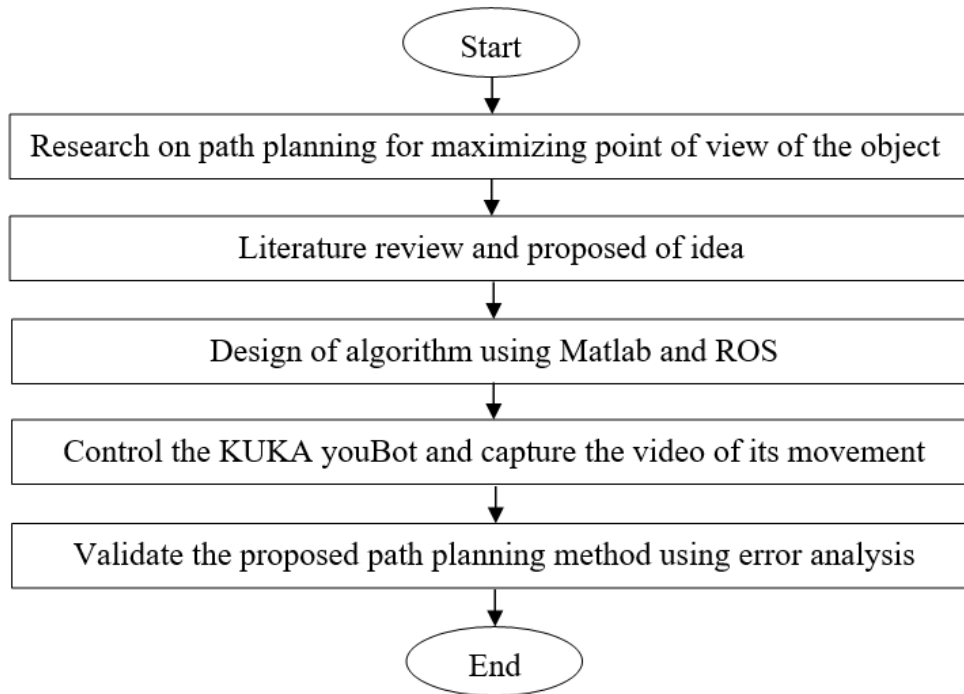 Start
Research on path planning for maximizing point of view of the object
Literature review and proposed of idea
Design of algorithm using Matlab and ROS
Control the KUKA youBot and capture the video of its movement
Validate the proposed path planning method using error analysis
End